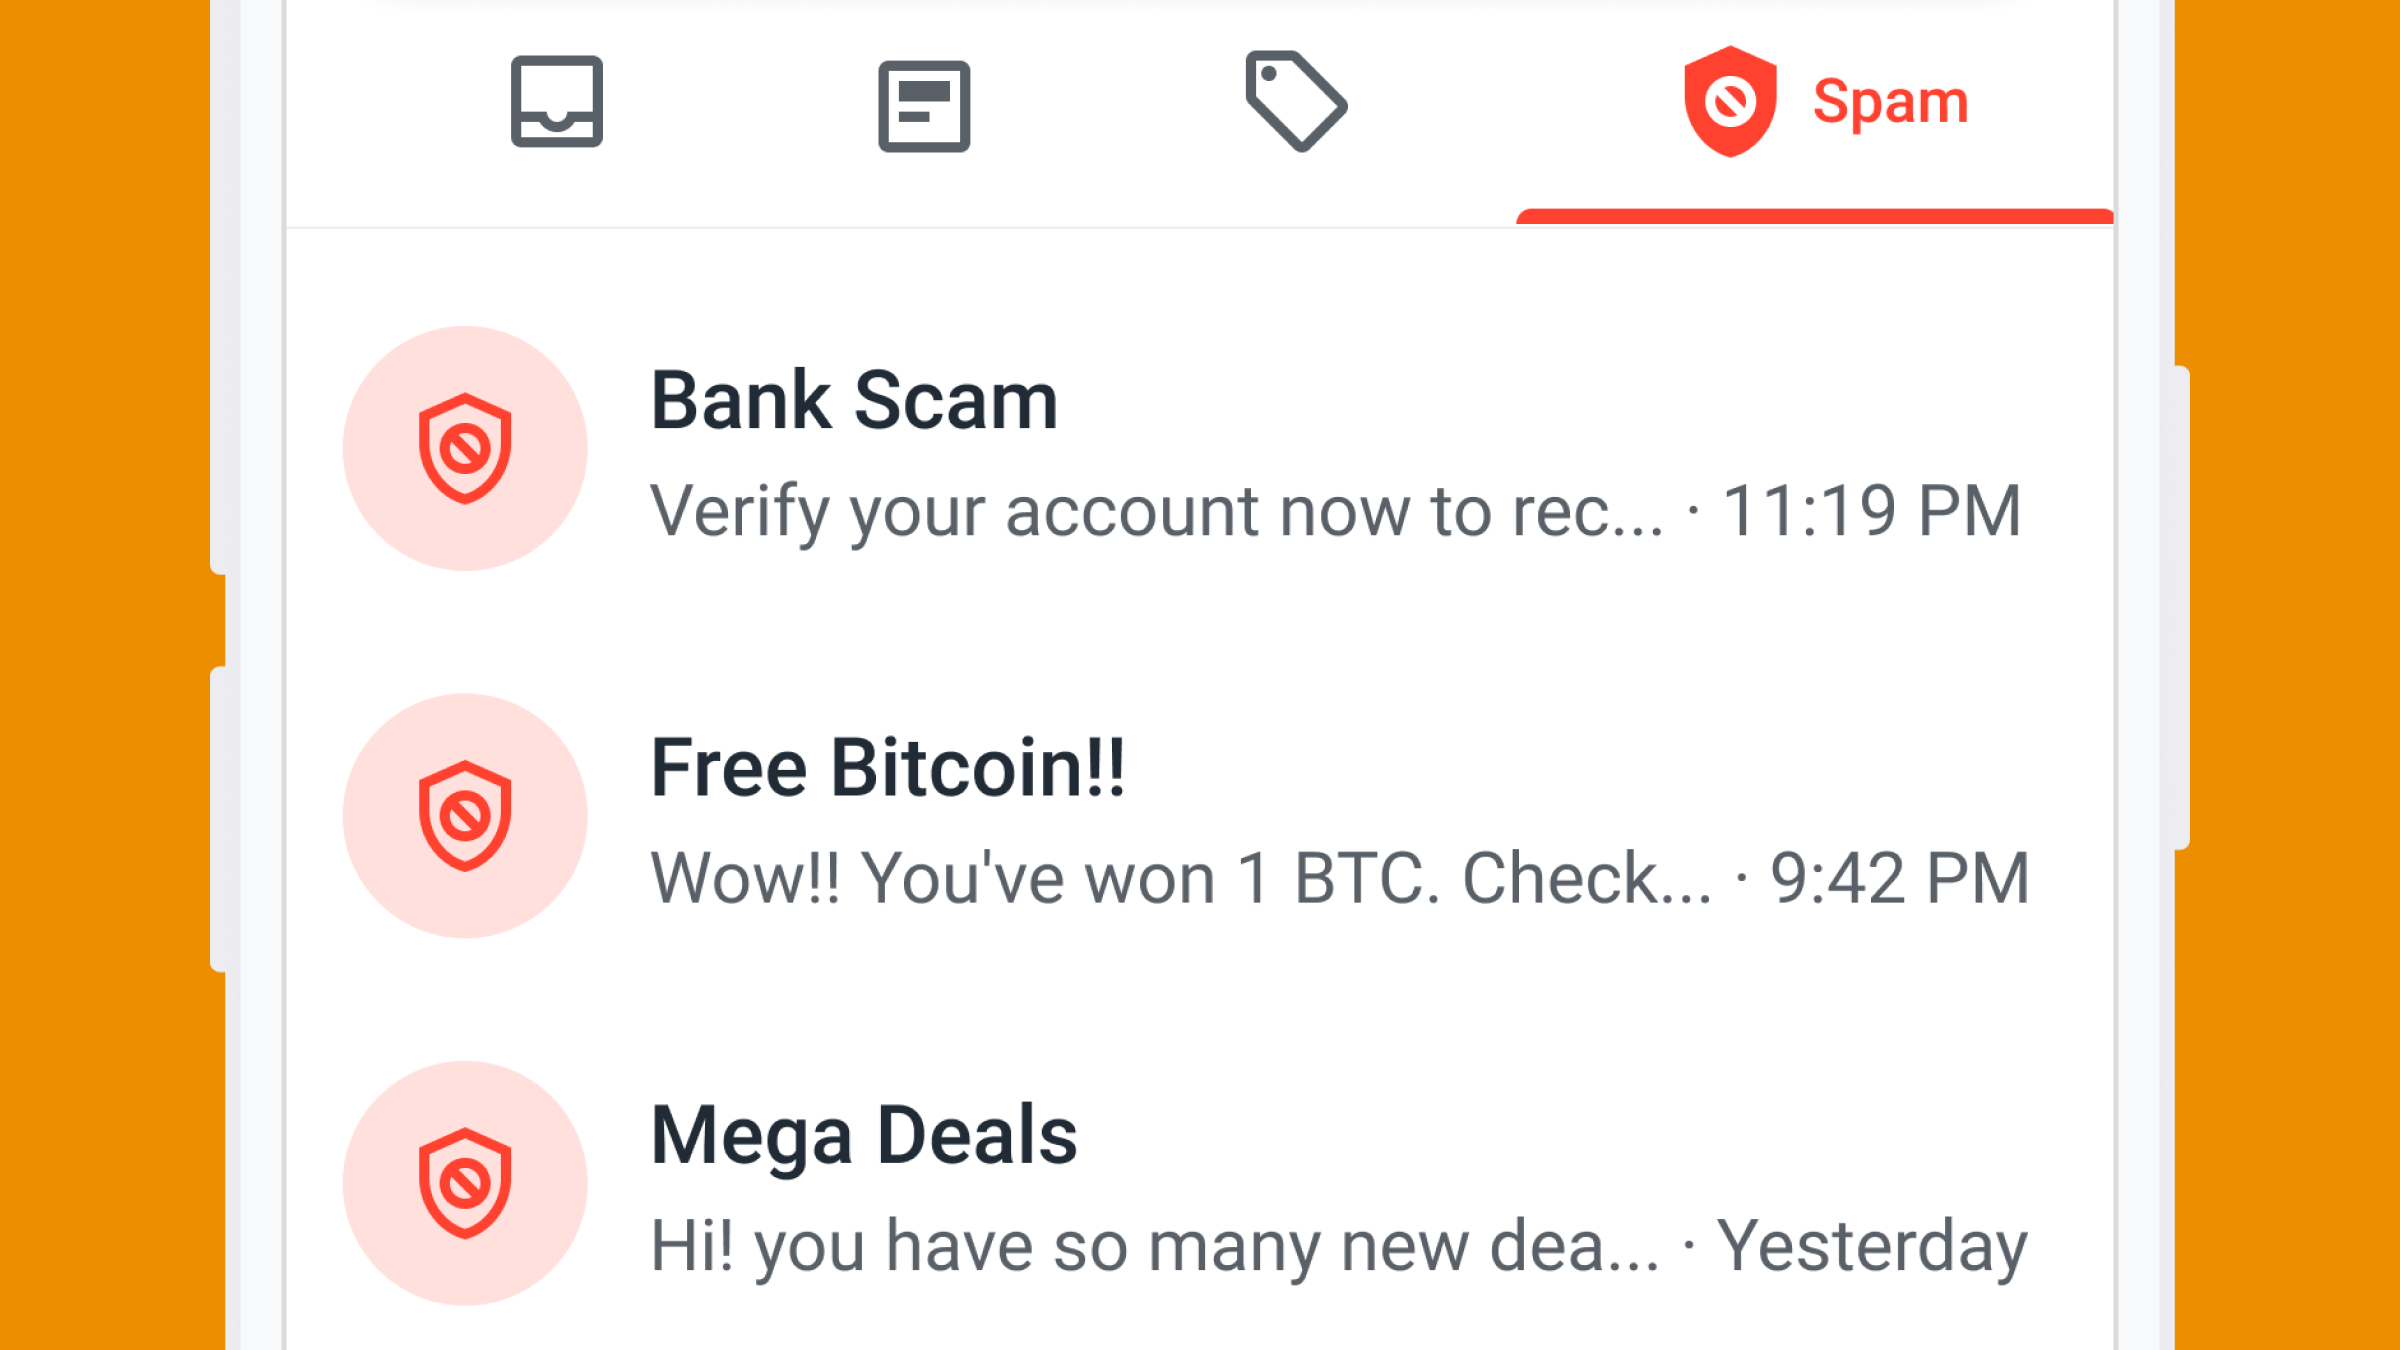 Spam
Bank Scam
Verify your account now to rec... · 11:19 PM
Free Bitcoin!!
Wow!! You've won 1 BTC. Check... · 9:42 PM
Mega Deals
Hi! you have so many new dea... · Yesterday